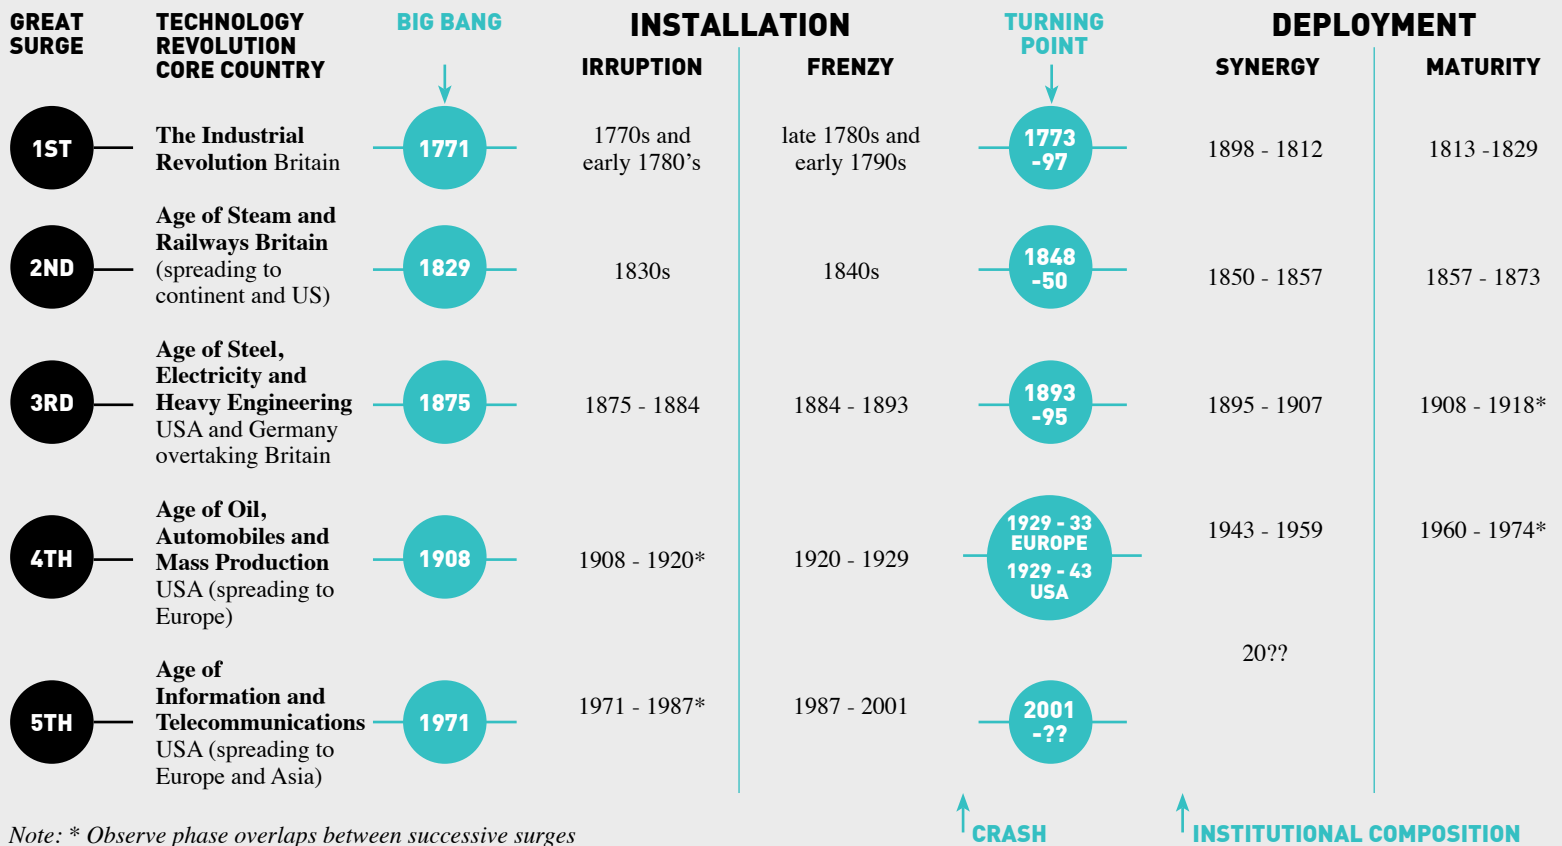 GREAT
SURGE
TECHNOLOGY
REVOLUTION
CORE COUNTRY
BIG BANG
INSTALLATION
IRRUPTION
FRENZY
TURNING
POINT
DEPLOYMENT
SYNERGY
MATURITY
1ST
The Industrial
Revolution Britain
1771
1770s and
early 1780's
late 1780s and
early 1790s
1773
-97
1898 - 1812
1813 -1829
2ND
Age of Steam and
Railways Britain
(spreading to
continent and US)
1829
1830s
1840s
1848
-50
1850 - 1857
1857 - 1873
3RD
Age of Steel,
Electricity and
Heavy Engineering
USA and Germany
overtaking Britain
1875
1875 - 1884
1884 - 1893
1893
-95
1895 - 1907
1908 - 1918*
4TH
Age of Oil,
Automobiles and
Mass Production
USA (spreading to
Europe)
1908
1908 - 1920*
1920 - 1929
1929 - 33
EUROPE
1929 - 43
USA
1943 - 1959
1960 - 1974*
5TH
Age of
Information and
Telecommunications
USA (spreading to
Europe and Asia)
1971
1971 - 1987*
1987 - 2001
2001
-??
20??
Note: * Observe phase overlaps between successive surges
CRASH
INSTITUTIONAL COMPOSITION